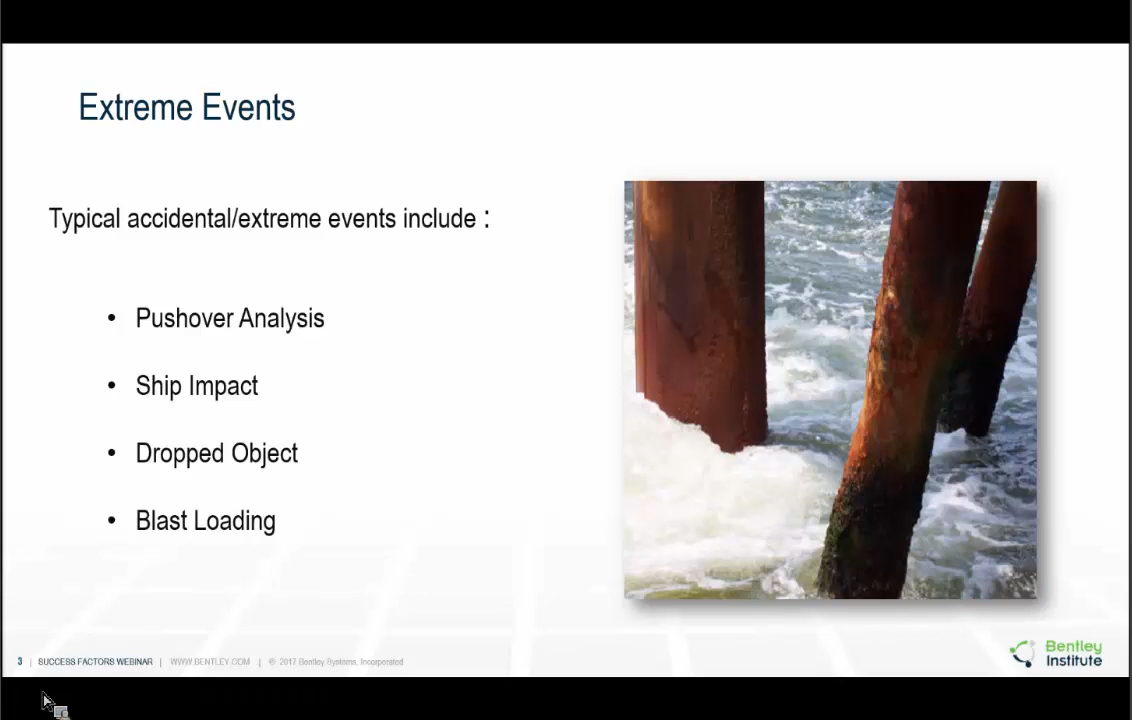 Extreme Events
Typical accidental/extreme events include :
• Pushover Analysis
• Ship Impact
• Dropped Object
• Blast Loading
3 | SUCCESS FACTORS WEBINAR | WWW.BENTLEY.COM | © 2017 Bentley Systems, Incorporated
Bentley
Institute